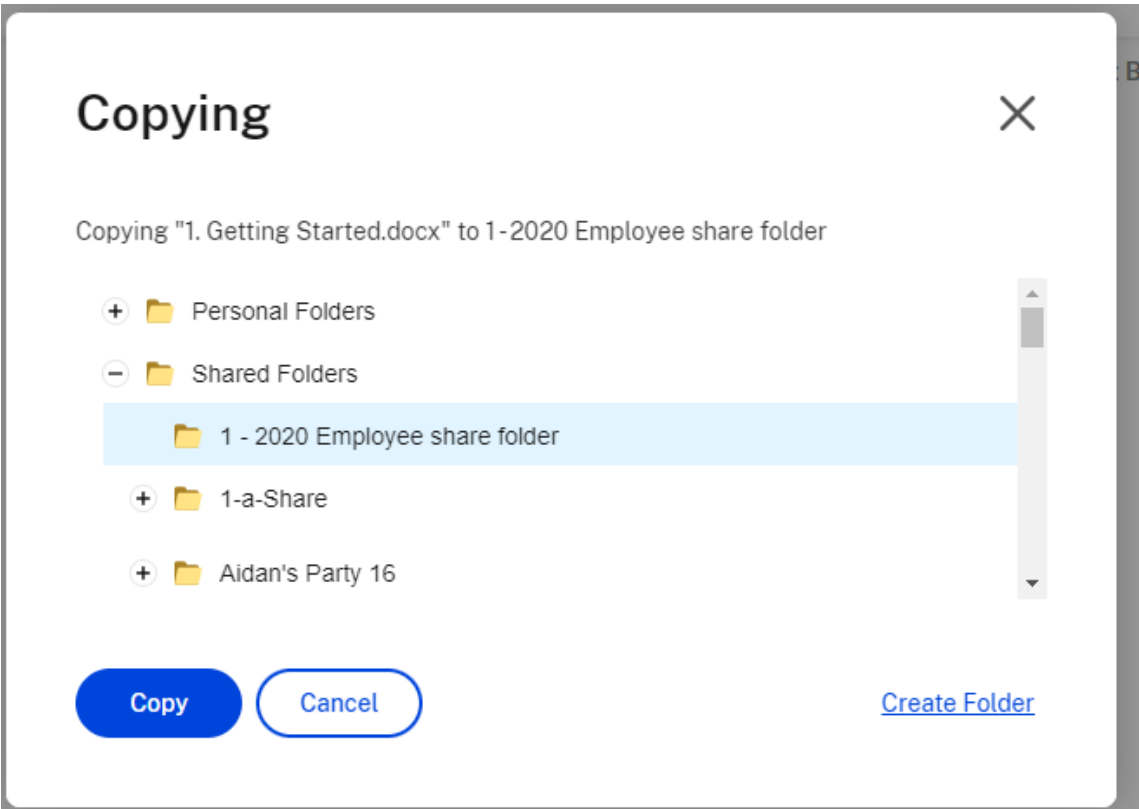 Copying
Copying "1. Getting Started.docx" to 1-2020 Employee share folder
Personal Folders
Shared Folders
1 - 2020 Employee share folder
1-a-Share
Aidan's Party 16
Copy
Cancel
Create Folder